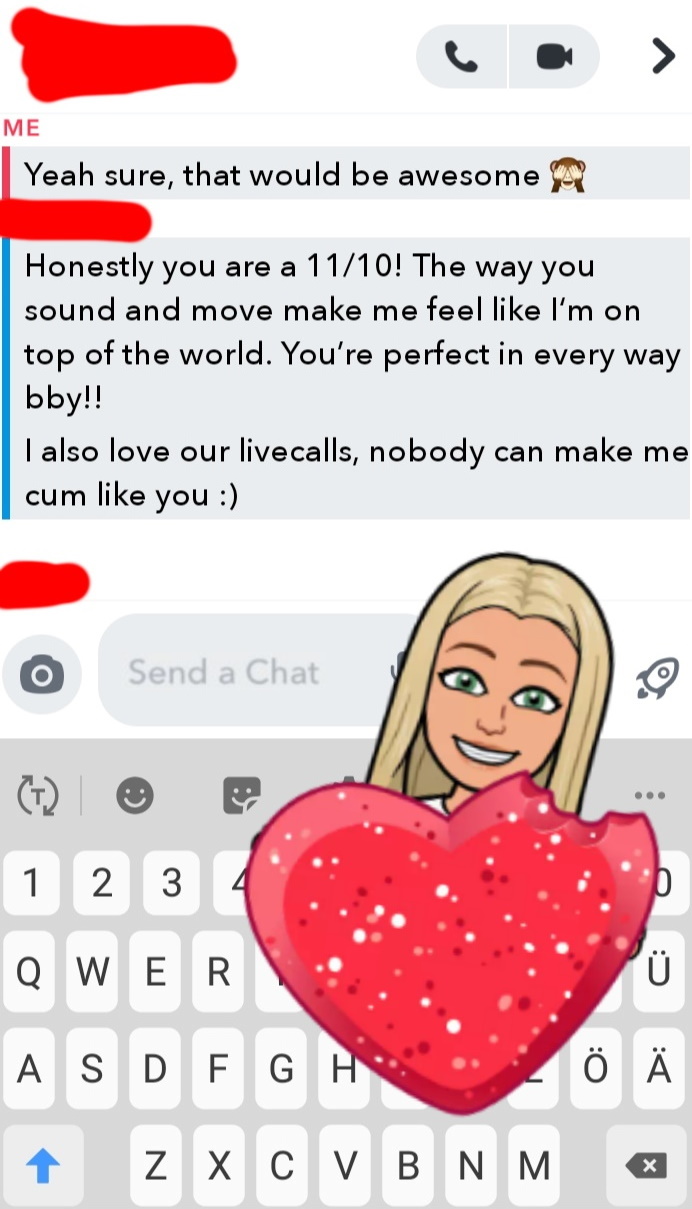 ME
Yeah sure, that would be awesome 🙈
Honestly you are a 11/10! The way you
sound and move make me feel like I'm on
top of the world. You're perfect in every way
bby!!
I also love our livecalls, nobody can make me
cum like you :)
Send a Chat
T
1 2 3 4 0
Q W E R Ü
A S D F G H Ö Ä
Z X C V B N M